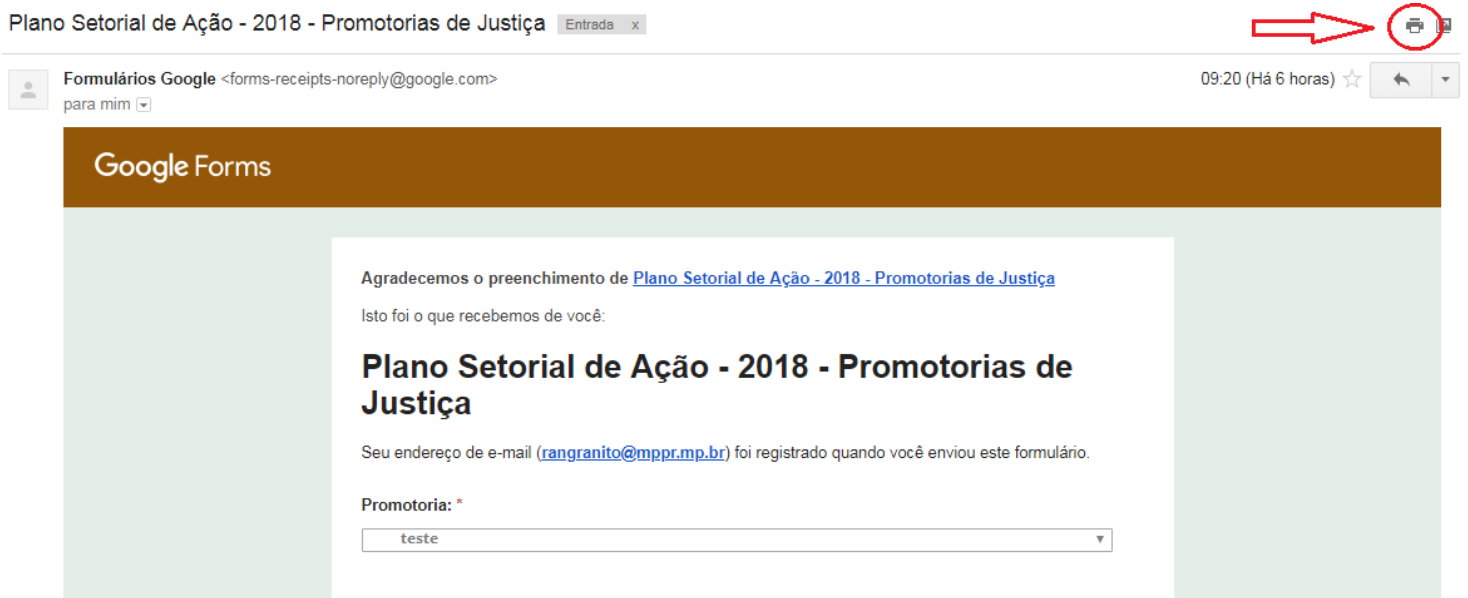 Plano Setorial de Ação - 2018 - Promotorias de Justiça Entrada x
Formulários Google <forms-receipts-noreply@google.com> 09:20 (Há 6 horas)
para mim
Google Forms
Agradecemos o preenchimento de Plano Setorial de Ação - 2018 - Promotorias de Justiça
Isto foi o que recebemos de você:
Plano Setorial de Ação - 2018 - Promotorias de
Justiça
Seu endereço de e-mail (rangranito@mppr.mp.br) foi registrado quando você enviou este formulário.
Promotoria: *
teste